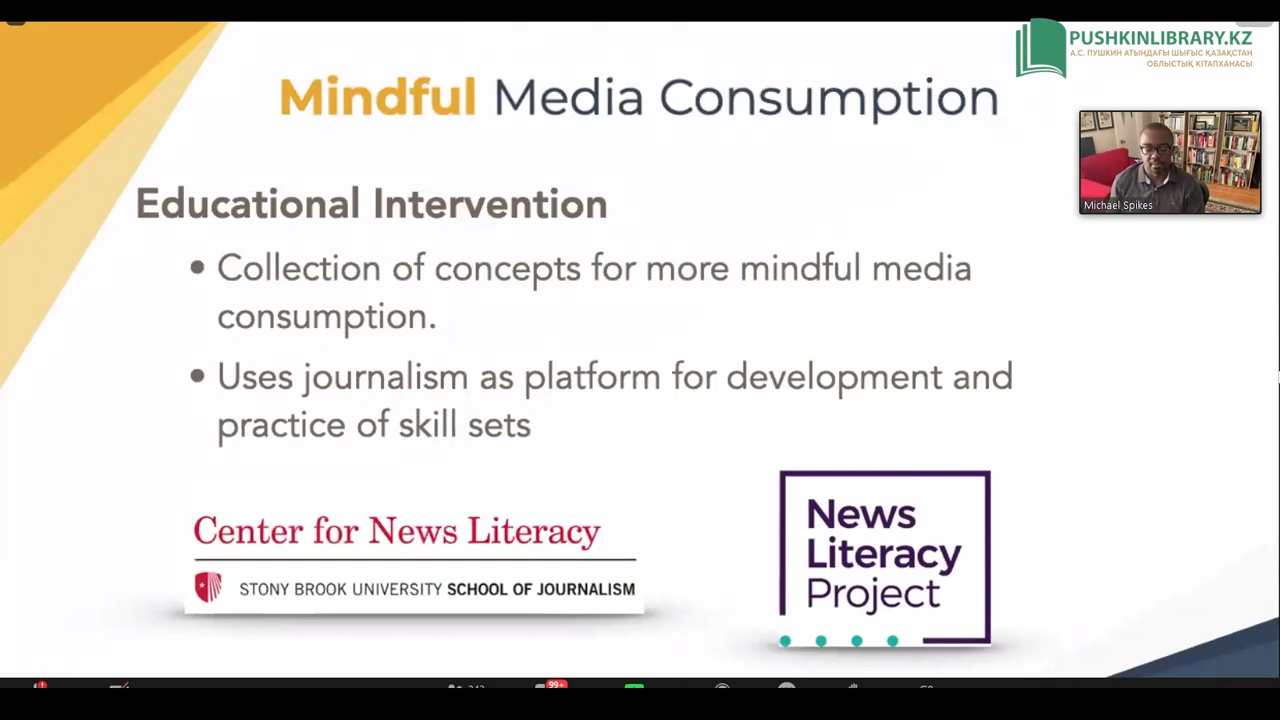 PUSHKINLIBRARY.KZ
А.С. ПУШКИН АТЫНДАҒЫ ШЫҒЫС ҚАЗАҚСТАН
ОБЛЫСТЫҚ КІТАПХАНАСЫ
Mindful Media Consumption
Michael Spikes
Educational Intervention
• Collection of concepts for more mindful media
consumption.
• Uses journalism as platform for development and
practice of skill sets
Center for News Literacy
STONY BROOK UNIVERSITY SCHOOL OF JOURNALISM
News
Literacy
Project
99+